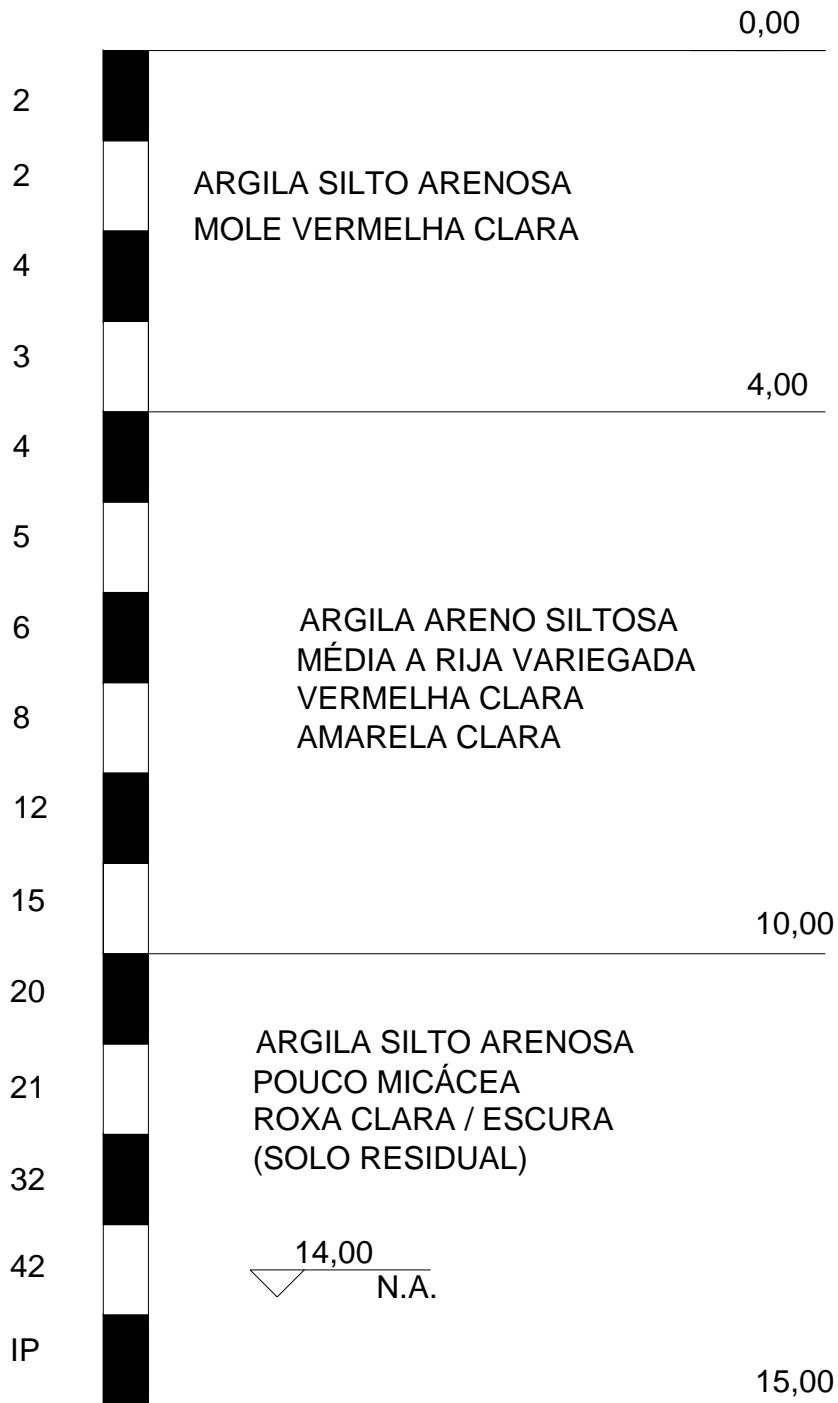 0,00
2
2
ARGILA SILTO ARENOSA
MOLE VERMELHA CLARA
4
3
4,00
4
5
6
ARGILA ARENO SILTOSA
MÉDIA A RIJA VARIEGADA
VERMELHA CLARA
AMARELA CLARA
8
12
15
10,00
20
ARGILA SILTO ARENOSA
POUCO MICÁCEA
ROXA CLARA / ESCURA
(SOLO RESIDUAL)
21
32
42
14,00
N.A.
IP
15,00